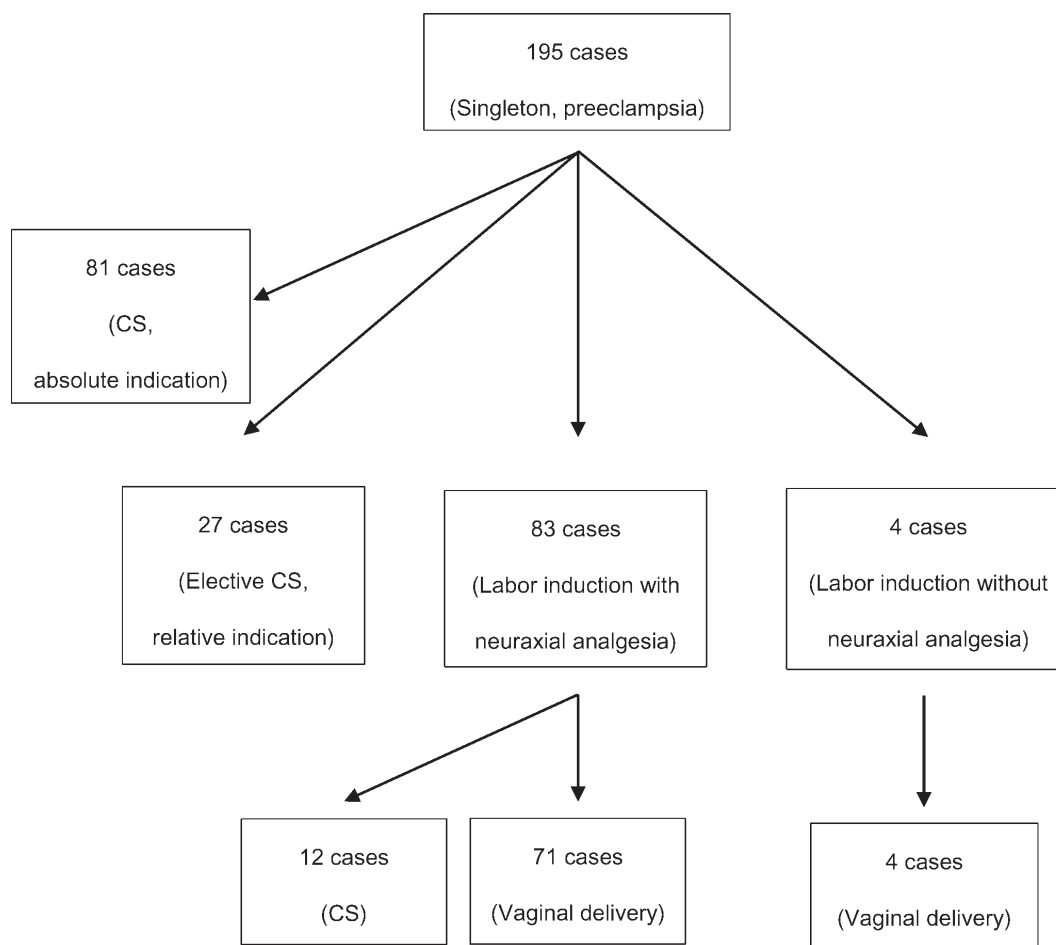 195 cases
(Singleton, preeclampsia)
81 cases
(CS,
absolute indication)
27 cases
(Elective CS,
relative indication)
83 cases
(Labor induction with
neuraxial analgesia)
4 cases
(Labor induction without
neuraxial analgesia)
12 cases
(CS)
71 cases
(Vaginal delivery)
4 cases
(Vaginal delivery)